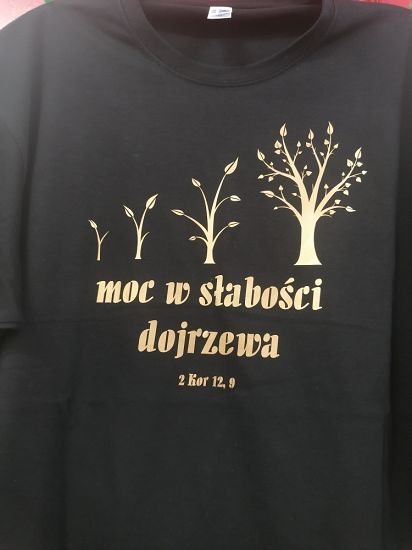 moc w słabości
dojrzewa
2 Kor 12, 9